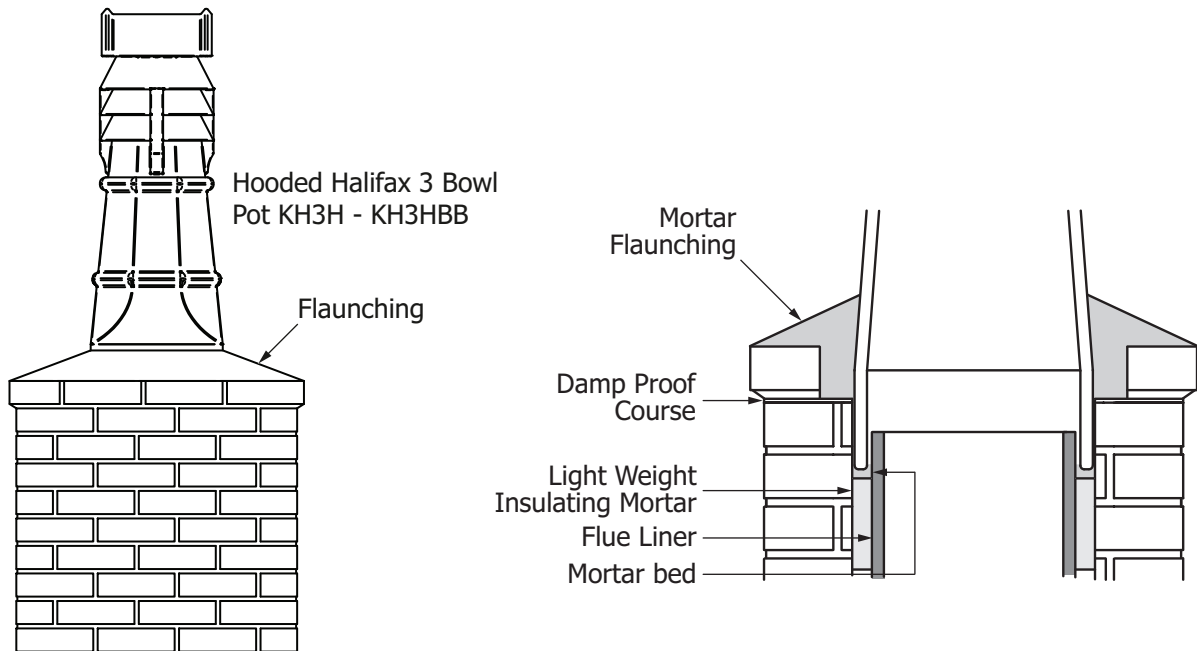 Hooded Halifax 3 Bowl
Pot KH3H - KH3HBB
Flaunching
Mortar
Flaunching
Damp Proof
Course
Light Weight
Insulating Mortar
Flue Liner
Mortar bed